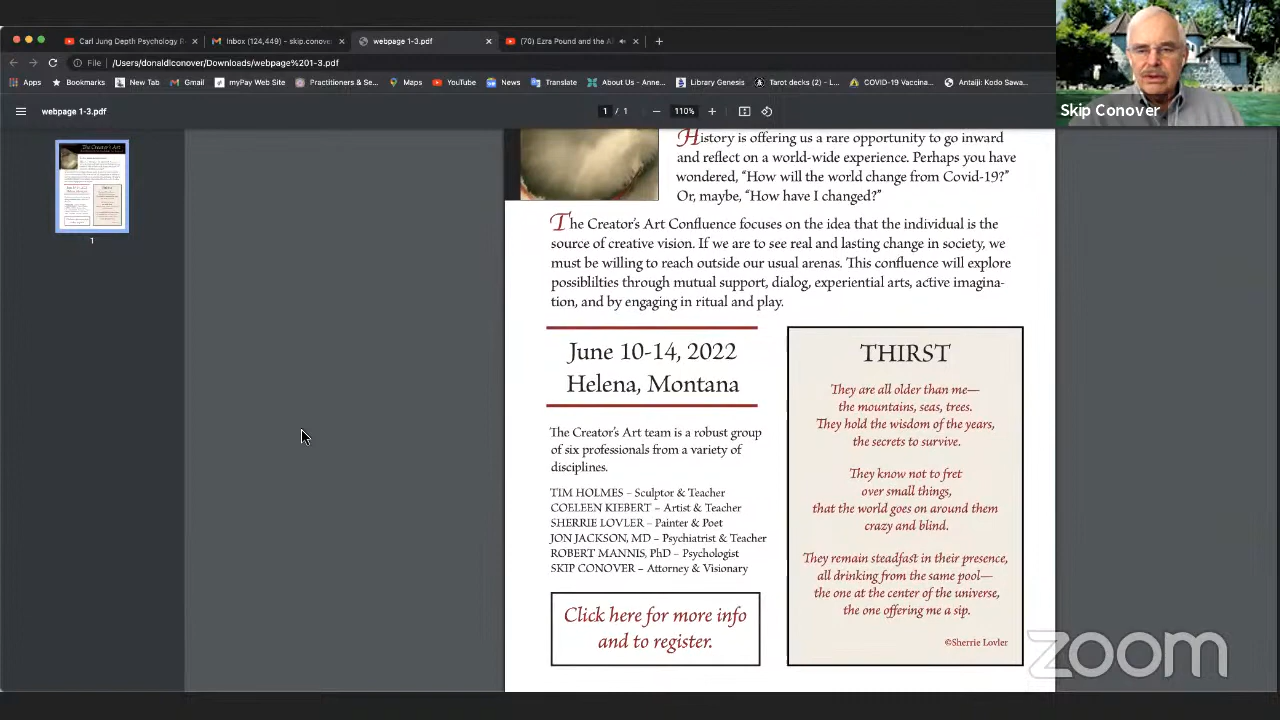 Carl Jung Depth Psychology R
Inbox (124,449) - skip.conove
webpage 1-3.pdf
(70) Ezra Pound and the A
File
/Users/donaldlconover/Downloads/webpage%201-3.pdf
Apps
Bookmarks
New Tab
Gmail
myPay Web Site
Practitioners & Se...
Maps
YouTube
News
Translate
About Us - Anne...
Library Genesis
Tarot decks (2) - L...
COVID-19 Vaccina...
Antaiji: Kodo Sawa...
Skip Conover
webpage 1-3.pdf
1 / 1
110%
1
History is offering us a rare opportunity to go inward
and reflect on a world-wide experience. Perhaps you have
wondered, “How will the world change from Covid-19?”
Or, maybe, “How have I changed?”
The Creator's Art Confluence focuses on the idea that the individual is the
source of creative vision. If we are to see real and lasting change in society, we
must be willing to reach outside our usual arenas. This confluence will explore
possiblilties through mutual support, dialog, experiential arts, active imagina-
tion, and by engaging in ritual and play.
June 10-14, 2022
Helena, Montana
The Creator's Art team is a robust group
of six professionals from a variety of
disciplines.
TIM HOLMES – Sculptor & Teacher
COELEEN KIEBERT – Artist & Teacher
SHERRIE LOVLER – Painter & Poet
JON JACKSON, MD – Psychiatrist & Teacher
ROBERT MANNIS, PhD – Psychologist
SKIP CONOVER – Attorney & Visionary
Click here for more info
and to register.
THIRST
They are all older than me—
the mountains, seas, trees.
They hold the wisdom of the years,
the secrets to survive.
They know not to fret
over small things,
that the world goes on around them
crazy and blind.
They remain steadfast in their presence,
all drinking from the same pool—
the one at the center of the universe,
the one offering me a sip.
©Sherrie Lovler
zoom